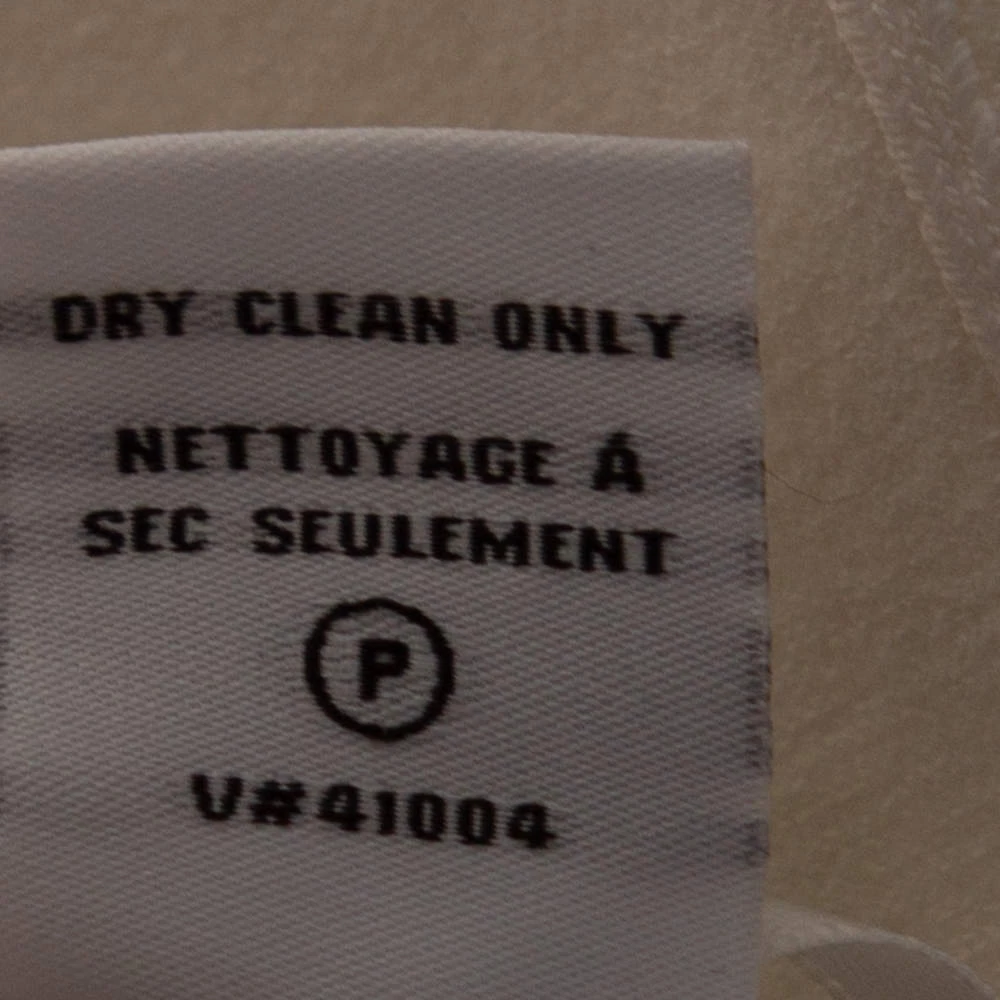 DRY CLEAN ONLY
NETTOYAGE Á
SEC SEULEMENT
P
V#41004